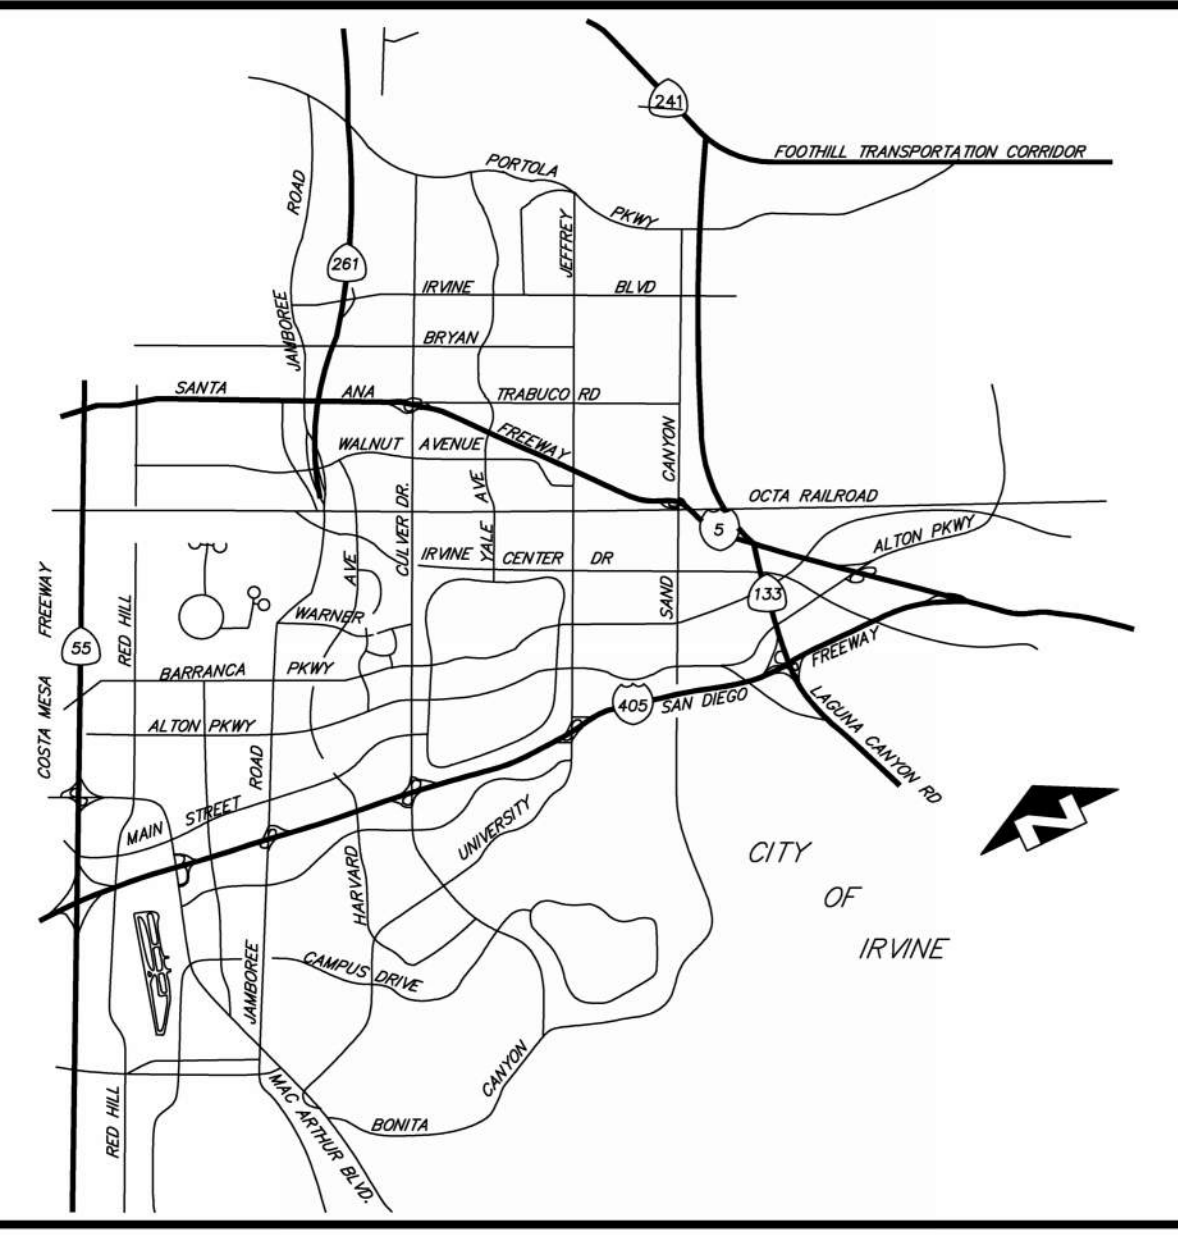 241
FOOTHILL TRANSPORTATION CORRIDOR
PORTOLA
PKWY
ROAD
JEFFREY
261
IRVINE
BLVD
JAMBOREE
BRYAN
SANTA
ANA
TRABUCO RD
FREEWAY
WALNUT
AVENUE
CANYON
AVE
CULVER DR.
OCTA RAILROAD
5
ALTON PKWY
YALE
IRVINE
CENTER
DR
AVE
SAND
133
COSTA MESA
FREEWAY
RED HILL
WARNER
55
BARRANCA
PKWY
FREEWAY
405
SAN DIEGO
LAGUNA CANYON RD
ALTON PKWY
ROAD
MAIN
STREET
UNIVERSITY
N
CITY
OF
IRVINE
HARVARD
CAMPUS DRIVE
JAMBOREE
CANYON
MAC ARTHUR BLVD.
RED HILL
BONITA